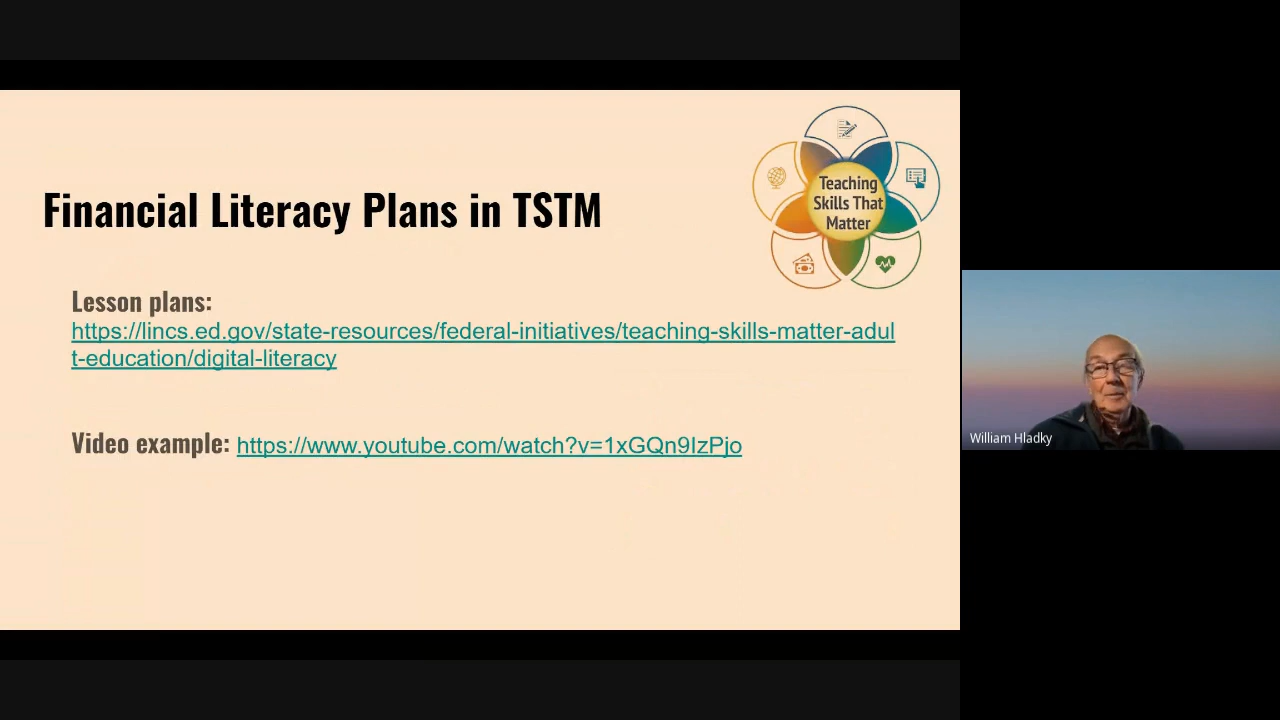 Teaching
Skills That
Matter
Financial Literacy Plans in TSTM
Lesson plans:
https://lincs.ed.gov/state-resources/federal-initiatives/teaching-skills-matter-adul
t-education/digital-literacy
Video example: https://www.youtube.com/watch?v=1xGQn9IzPjo
William Hladky